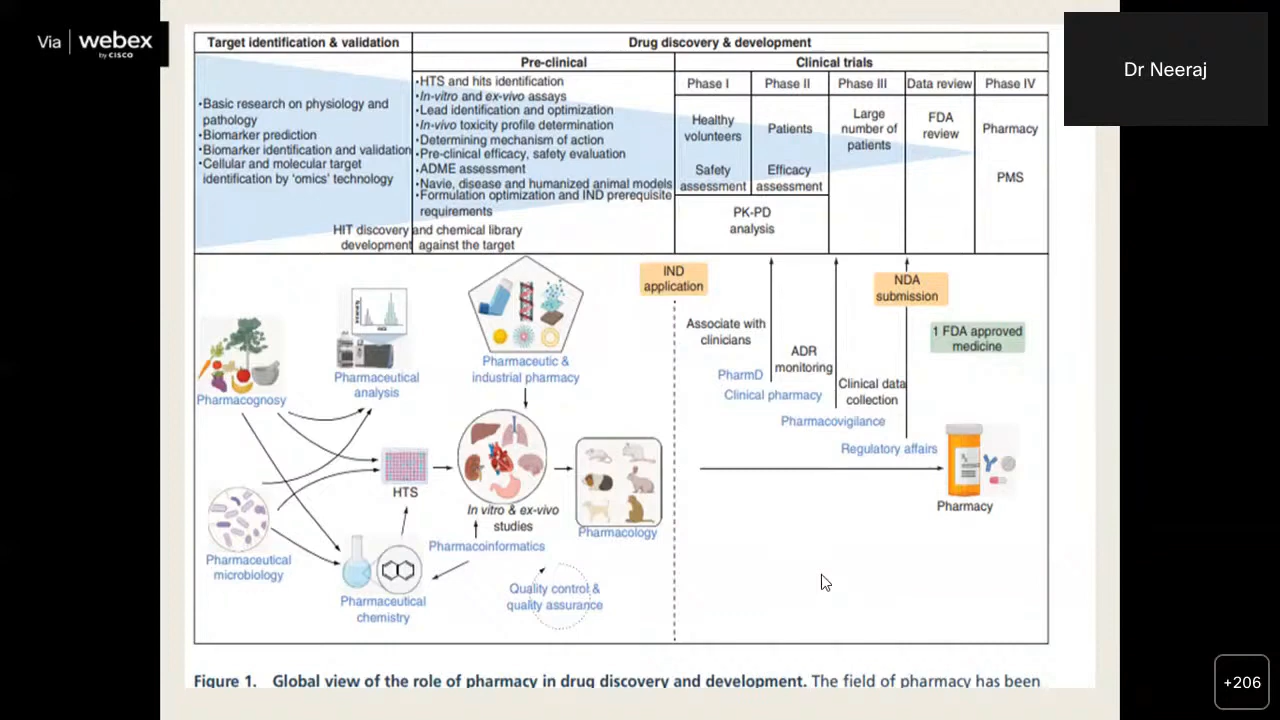 Via webex
by CISCO
Dr Neeraj
Target identification & validation
Drug discovery & development
Pre-clinical
Clinical trials
Phase I
Phase II
Phase III
Data review
Phase IV
•Basic research on physiology and
pathology
•Biomarker prediction
•Biomarker identification and validation
•Cellular and molecular target
identification by 'omics' technology
•HTS and hits identification
•In-vitro and ex-vivo assays
•Lead identification and optimization
•In-vivo toxicity profile determination
•Determining mechanism of action
•Pre-clinical efficacy, safety evaluation
•ADME assessment
•Navie, disease and humanized animal models
•Formulation optimization and IND prerequisite
requirements
HIT discovery and chemical library
development against the target
Healthy
volunteers
Safety
assessment
Patients
Efficacy
assessment
PK-PD
analysis
Large
number of
patients
FDA
review
Pharmacy
PMS
IND
application
NDA
submission
1 FDA approved
medicine
Associate with
clinicians
PharmD
Clinical pharmacy
ADR
monitoring
Pharmacovigilance
Clinical data
collection
Regulatory affairs
Pharmacy
Pharmacognosy
Pharmaceutical
analysis
Pharmaceutic &
industrial pharmacy
HTS
In vitro & ex-vivo
studies
Pharmacology
Pharmacoinformatics
Pharmaceutical
microbiology
Pharmaceutical
chemistry
Quality control &
quality assurance
Figure 1. Global view of the role of pharmacy in drug discovery and development. The field of pharmacy has been
+206